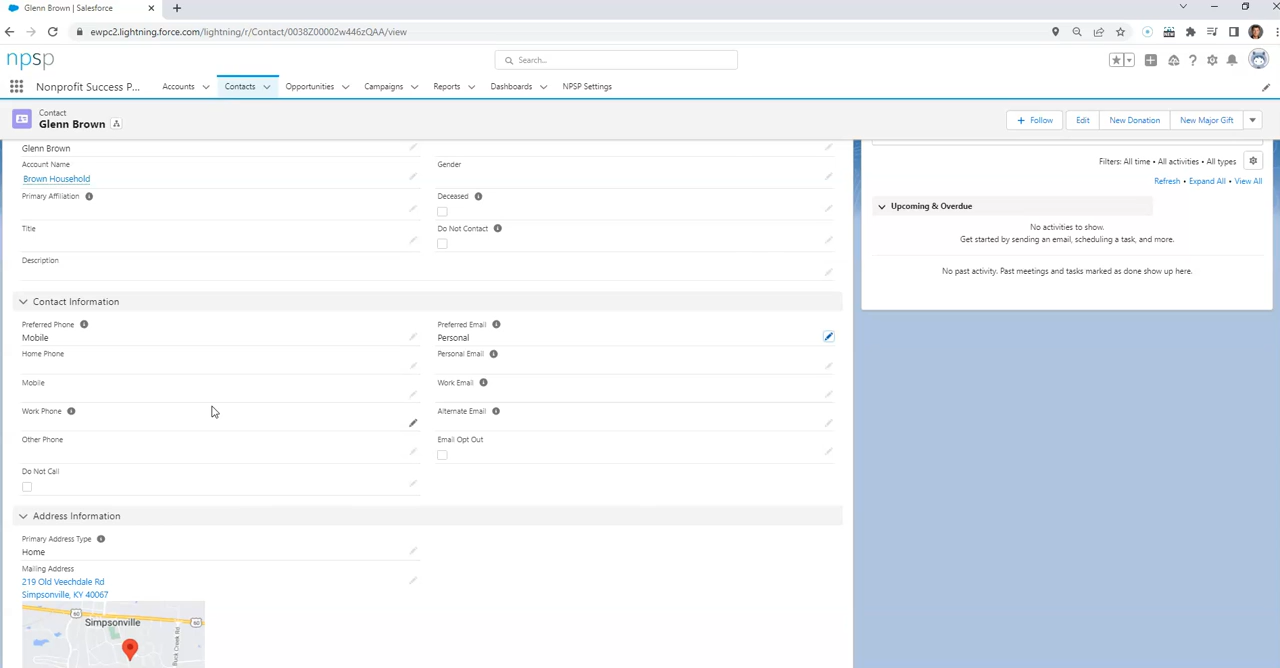 Glenn Brown | Salesforce
ewpc2.lightning.force.com/lightning/r/Contact/0038Z00002w446zQAA/view
npsp
Search...
Nonprofit Success P...
Accounts
Contacts
Opportunities
Campaigns
Reports
Dashboards
NPSP Settings
Contact
Glenn Brown
Follow
Edit
New Donation
New Major Gift
Glenn Brown
Account Name
Gender
Brown Household
Primary Affiliation
Deceased
Title
Do Not Contact
Description
Contact Information
Preferred Phone
Preferred Email
Mobile
Personal
Home Phone
Personal Email
Mobile
Work Email
Work Phone
Alternate Email
Other Phone
Email Opt Out
Do Not Call
Address Information
Primary Address Type
Home
Mailing Address
219 Old Veechdale Rd
Simpsonville, KY 40067
60
60
Simpsonville
Buck Creek Rd
Filters: All time • All activities • All types
Refresh • Expand All • View All
Upcoming & Overdue
No activities to show.
Get started by sending an email, scheduling a task, and more.
No past activity. Past meetings and tasks marked as done show up here.